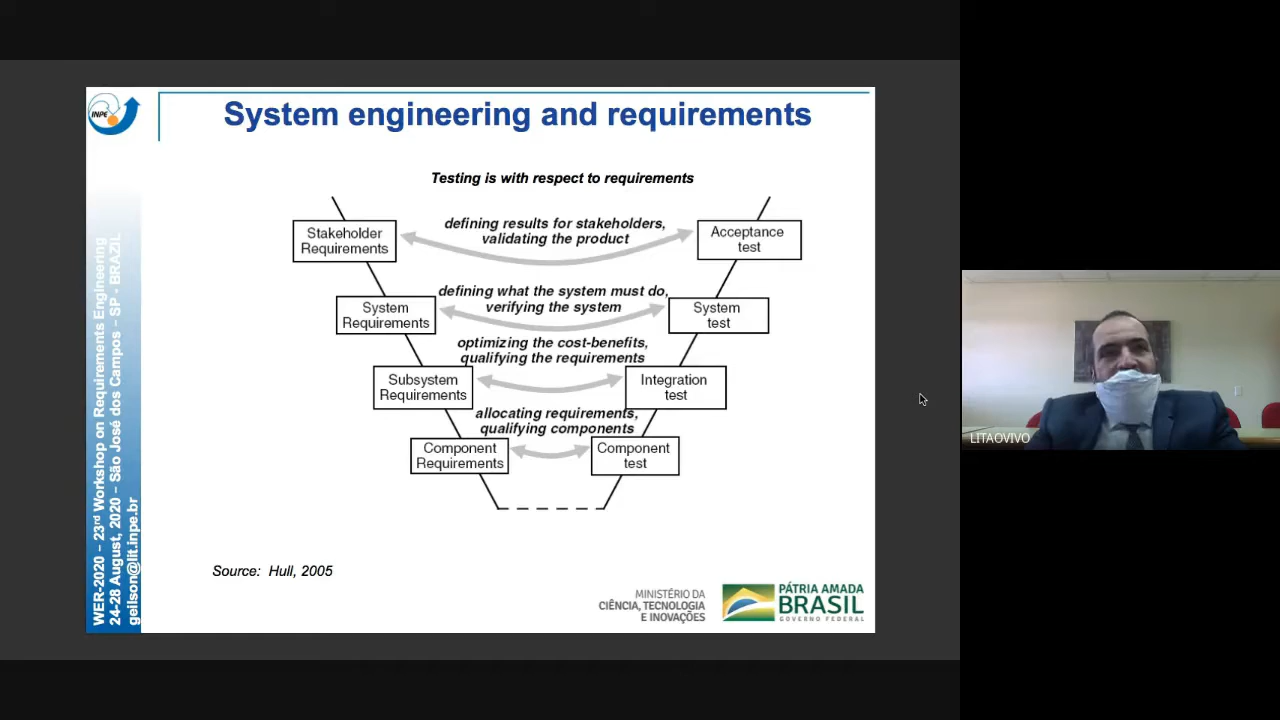 INPE
System engineering and requirements
Testing is with respect to requirements
Stakeholder
Requirements
defining results for stakeholders,
validating the product
Acceptance
test
System
Requirements
defining what the system must do,
verifying the system
System
test
Subsystem
Requirements
optimizing the cost-benefits,
qualifying the requirements
Integration
test
Component
Requirements
allocating requirements,
qualifying components
Component
test
Source: Hull, 2005
WER-2020 – 23rd Workshop on Requirements Engineering
24-28 August, 2020 – São José dos Campos – SP - BRAZIL
geilson@lit.inpe.br
MINISTÉRIO DA
CIÊNCIA, TECNOLOGIA
E INOVAÇÕES
PÁTRIA AMADA
BRASIL
GOVERNO FEDERAL
LITAOVIVO